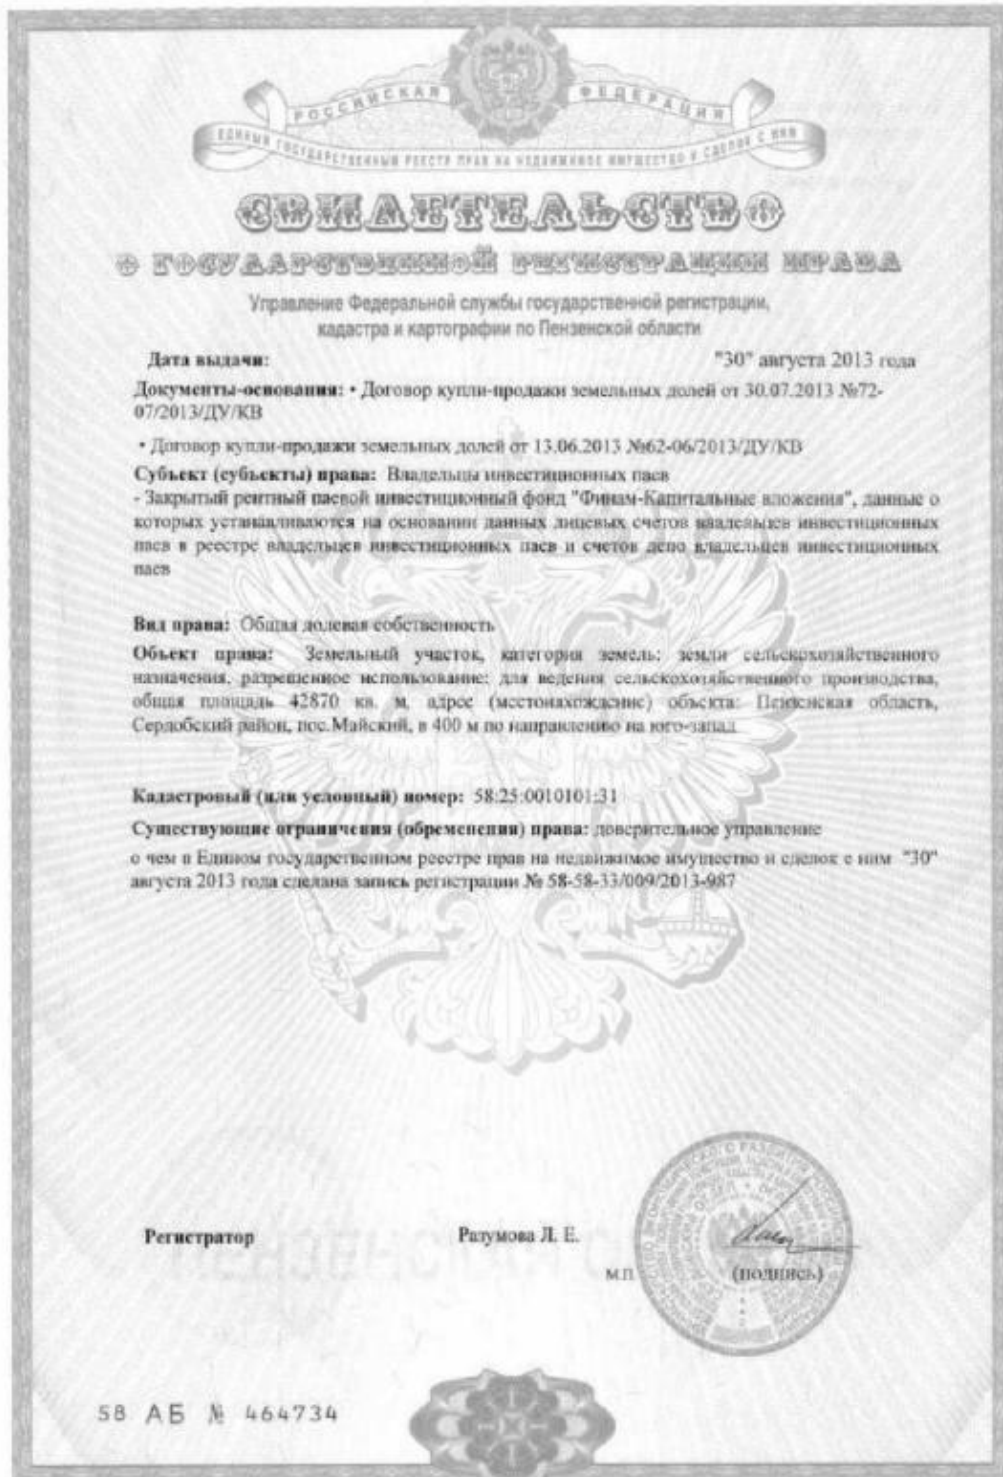 РОССИЙСКАЯ ФЕДЕРАЦИЯ
ЕДИНЫЙ ГОСУДАРСТВЕННЫЙ РЕЕСТР ПРАВ НА НЕДВИЖИМОЕ ИМУЩЕСТВО И СДЕЛОК С НИМ
СВИДЕТЕЛЬСТВО
О ГОСУДАРСТВЕННОЙ РЕГИСТРАЦИИ ПРАВА
Управление Федеральной службы государственной регистрации,
кадастра и картографии по Пензенской области
Дата выдачи: "30" августа 2013 года
Документы-основания: • Договор купли-продажи земельных долей от 30.07.2013 №72-
07/2013/ДУ/КВ
• Договор купли-продажи земельных долей от 13.06.2013 №62-06/2013/ДУ/КВ
Субъект (субъекты) права: Владельцы инвестиционных паев
- Закрытый рентный паевой инвестиционный фонд "Финам-Капитальные вложения", данные о
которых устанавливаются на основании данных лицевых счетов владельцев инвестиционных
паев в реестре владельцев инвестиционных паев и счетов депо владельцев инвестиционных
паев
Вид права: Общая долевая собственность
Объект права: Земельный участок, категория земель: земли сельскохозяйственного
назначения, разрешенное использование: для ведения сельскохозяйственного производства,
общая площадь 42870 кв. м, адрес (местонахождение) объекта: Пензенская область,
Сердобский район, пос.Майский, в 400 м по направлению на юго-запад
Кадастровый (или условный) номер: 58:25:0010101:31
Существующие ограничения (обременения) права: доверительное управление
о чем в Едином государственном реестре прав на недвижимое имущество и сделок с ним "30"
августа 2013 года сделана запись регистрации № 58-58-33/009/2013-987
Регистратор Разумова Л. Е.
м.п. (подпись)
58 АБ № 464734